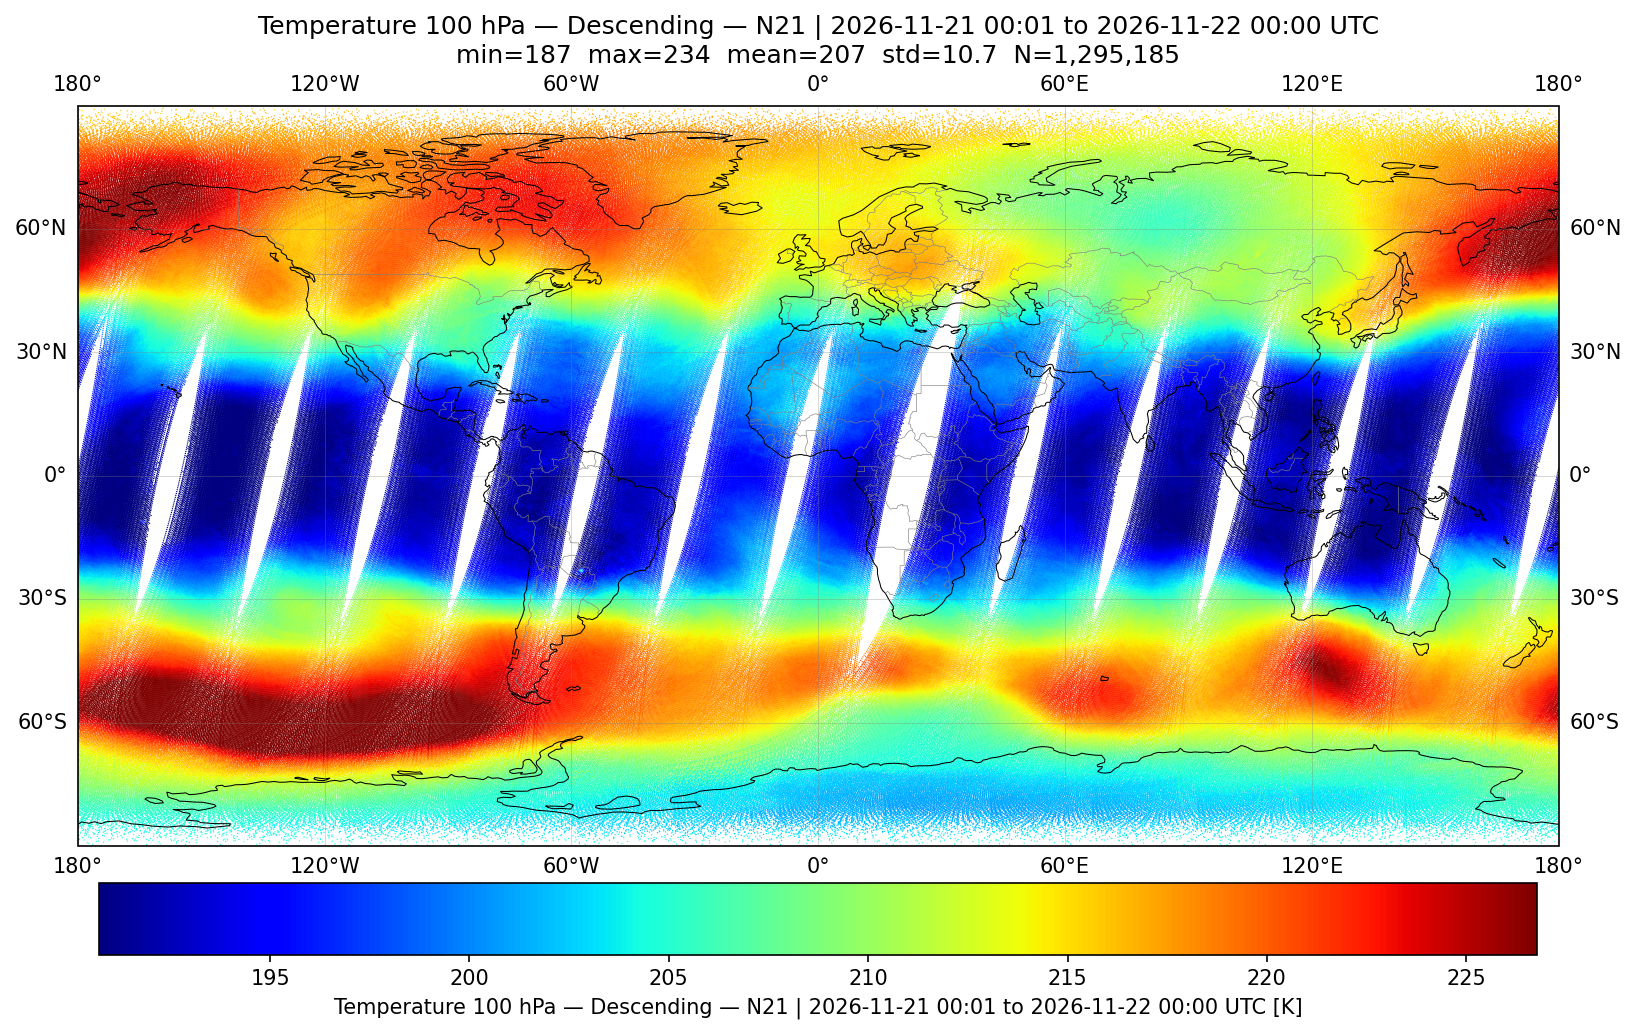 Temperature 100 hPa — Descending — N21 | 2026-11-21 00:01 to 2026-11-22 00:00 UTC
min=187 max=234 mean=207 std=10.7 N=1,295,185
180° 120°W 60°W 0° 60°E 120°E 180°
60°N 60°N
30°N 30°N
0° 0°
30°S 30°S
60°S 60°S
180° 120°W 60°W 0° 60°E 120°E 180°
195 200 205 210 215 220 225
Temperature 100 hPa — Descending — N21 | 2026-11-21 00:01 to 2026-11-22 00:00 UTC [K]